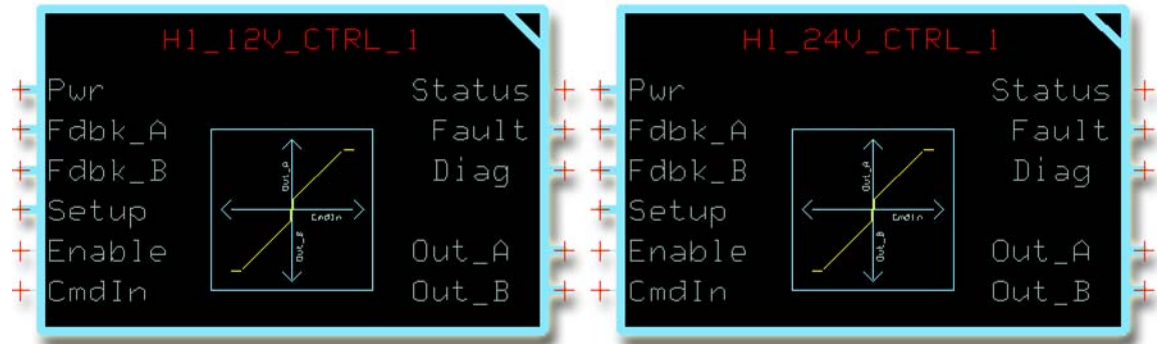 H1_12V_CTRL_1
Pwr
Status
Fdbk_A
Fault
Fdbk_B
Diag
Setup
Enable
Out_A
CmdIn
Out_B
Out_A
CmdIn
Out_B
H1_24V_CTRL_1
Pwr
Status
Fdbk_A
Fault
Fdbk_B
Diag
Setup
Enable
Out_A
CmdIn
Out_B
Out_A
CmdIn
Out_B